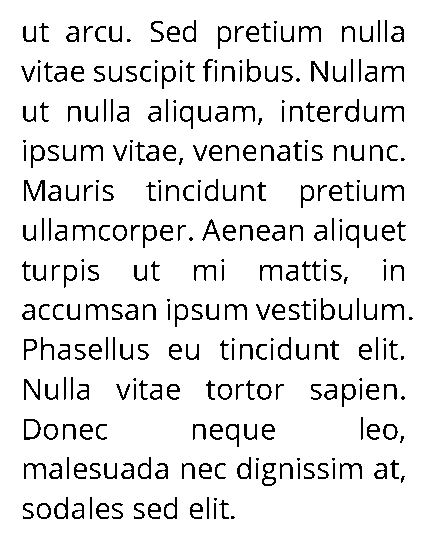 ut arcu. Sed pretium nulla
vitae suscipit finibus. Nullam
ut nulla aliquam, interdum
ipsum vitae, venenatis nunc.
Mauris tincidunt pretium
ullamcorper. Aenean aliquet
turpis ut mi mattis, in
accumsan ipsum vestibulum.
Phasellus eu tincidunt elit.
Nulla vitae tortor sapien.
Donec neque leo,
malesuada nec dignissim at,
sodales sed elit.